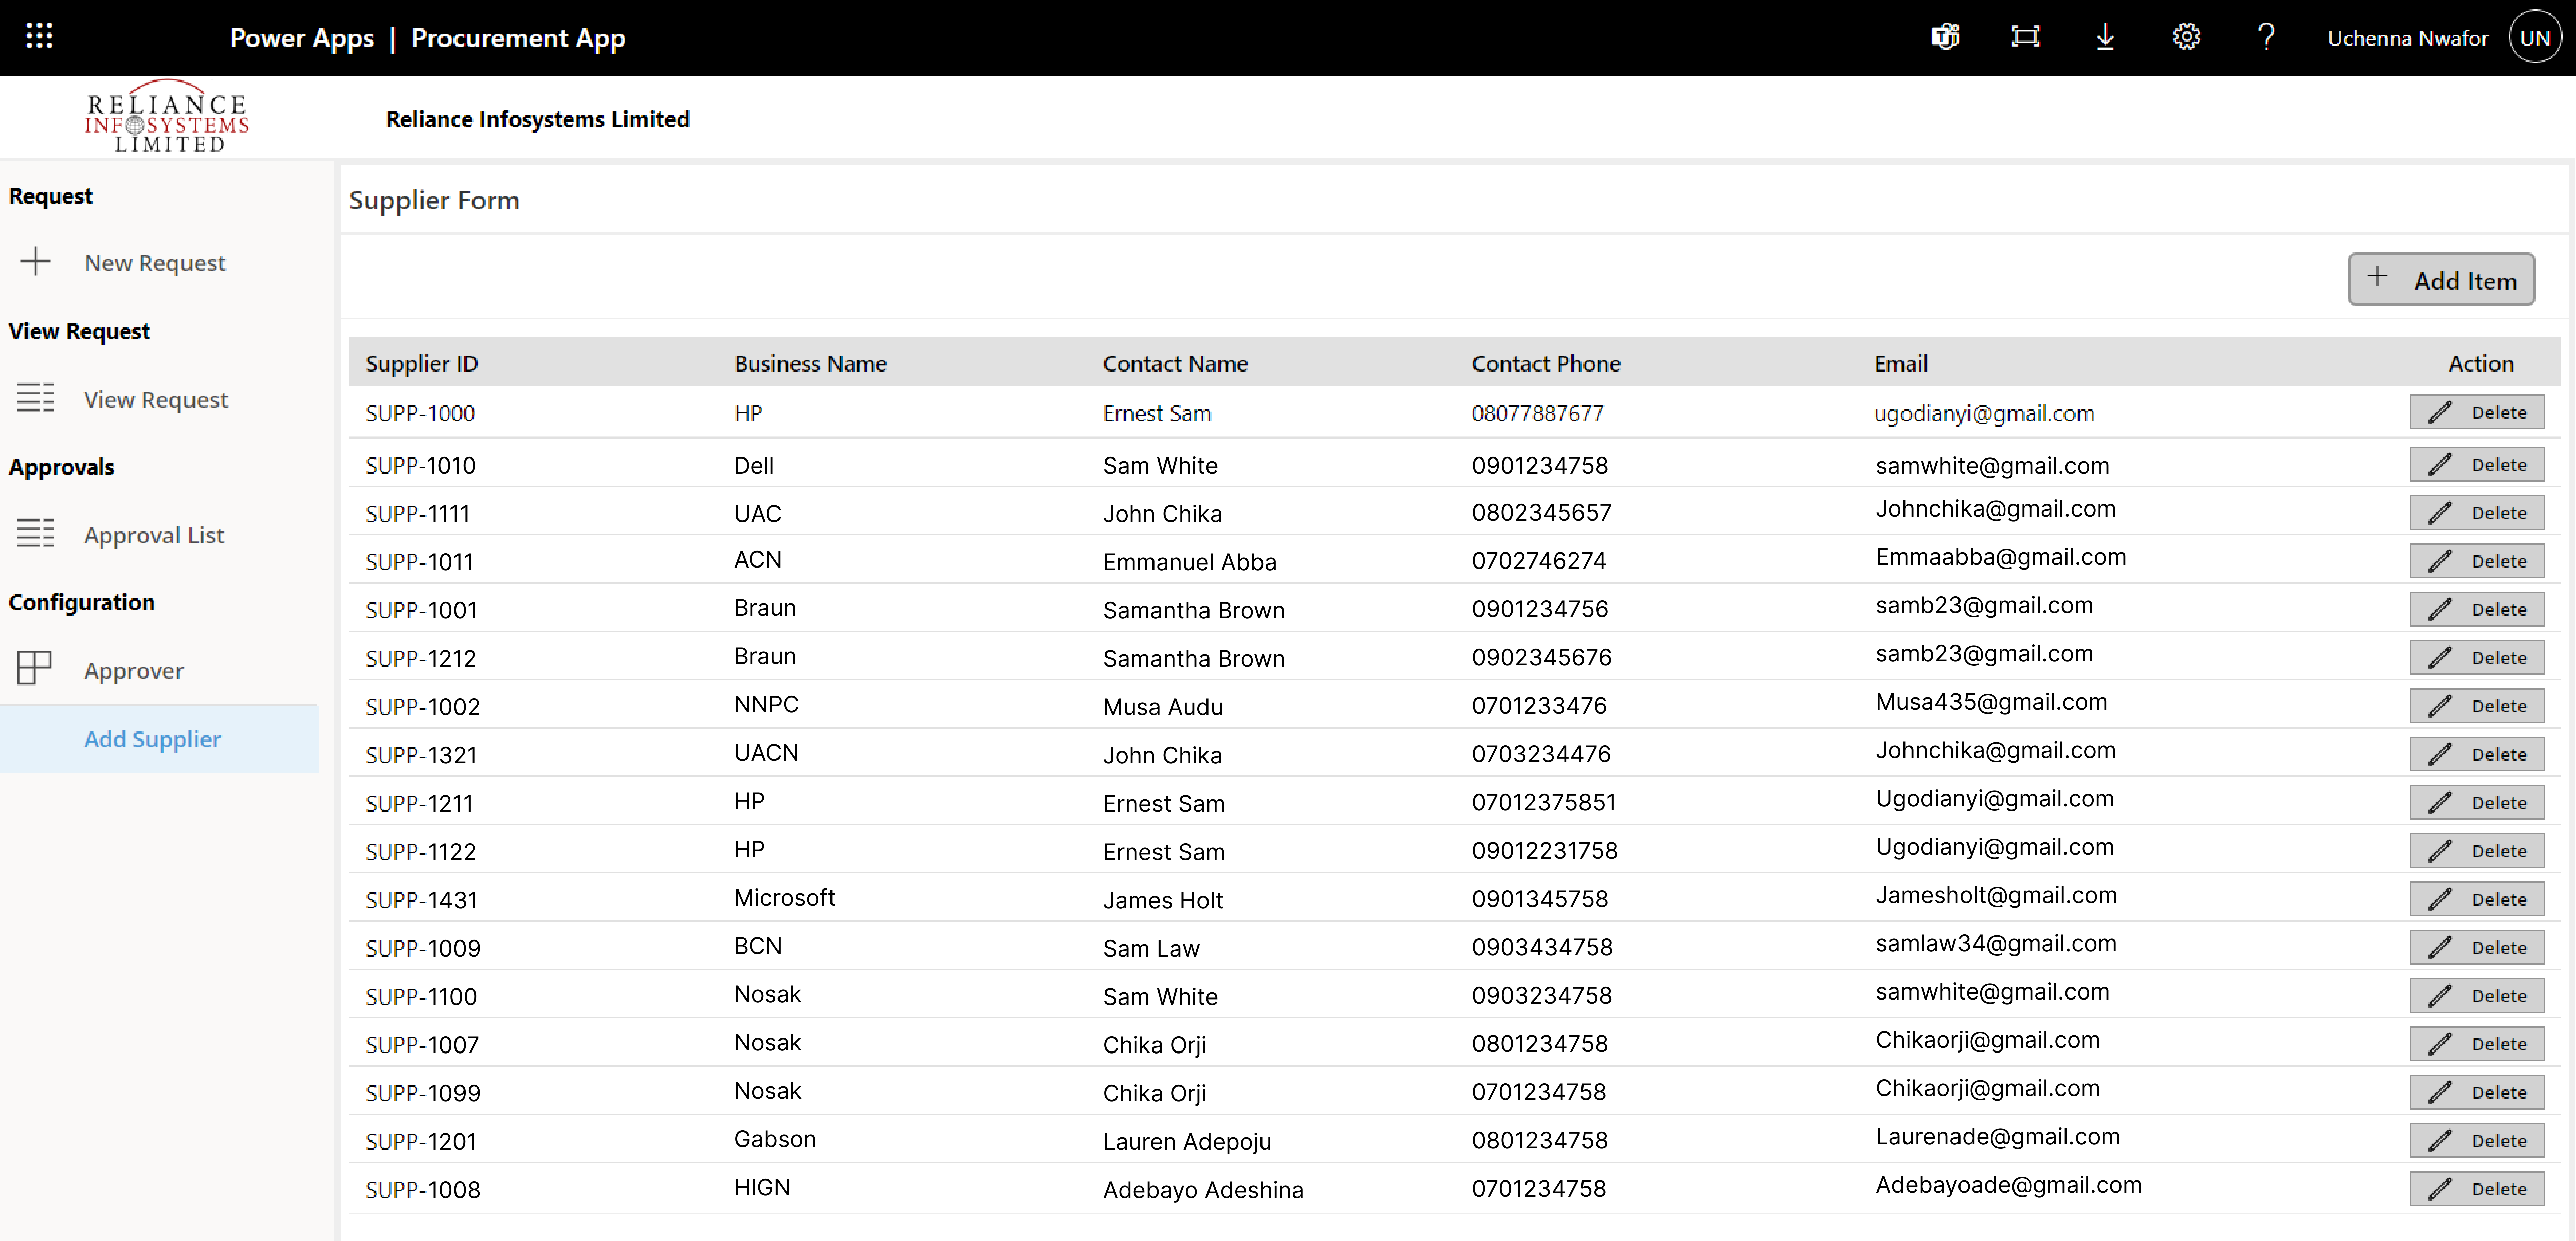 Power Apps | Procurement App
Uchenna Nwafor UN
RELIANCE
INFOSYSTEMS
LIMITED
Reliance Infosystems Limited
Request
New Request
View Request
View Request
Approvals
Approval List
Configuration
Approver
Add Supplier
Supplier Form
Add Item
Supplier ID Business Name Contact Name Contact Phone Email Action
SUPP-1000 HP Ernest Sam 08077887677 ugodianyi@gmail.com Delete
SUPP-1010 Dell Sam White 0901234758 samwhite@gmail.com Delete
SUPP-1111 UAC John Chika 0802345657 Johnchika@gmail.com Delete
SUPP-1011 ACN Emmanuel Abba 0702746274 Emmaabba@gmail.com Delete
SUPP-1001 Braun Samantha Brown 0901234756 samb23@gmail.com Delete
SUPP-1212 Braun Samantha Brown 0902345676 samb23@gmail.com Delete
SUPP-1002 NNPC Musa Audu 0701233476 Musa435@gmail.com Delete
SUPP-1321 UACN John Chika 0703234476 Johnchika@gmail.com Delete
SUPP-1211 HP Ernest Sam 07012375851 Ugodianyi@gmail.com Delete
SUPP-1122 HP Ernest Sam 09012231758 Ugodianyi@gmail.com Delete
SUPP-1431 Microsoft James Holt 0901345758 Jamesholt@gmail.com Delete
SUPP-1009 BCN Sam Law 0903434758 samlaw34@gmail.com Delete
SUPP-1100 Nosak Sam White 0903234758 samwhite@gmail.com Delete
SUPP-1007 Nosak Chika Orji 0801234758 Chikaorji@gmail.com Delete
SUPP-1099 Nosak Chika Orji 0701234758 Chikaorji@gmail.com Delete
SUPP-1201 Gabson Lauren Adepoju 0801234758 Laurenade@gmail.com Delete
SUPP-1008 HIGN Adebayo Adeshina 0701234758 Adebayoade@gmail.com Delete